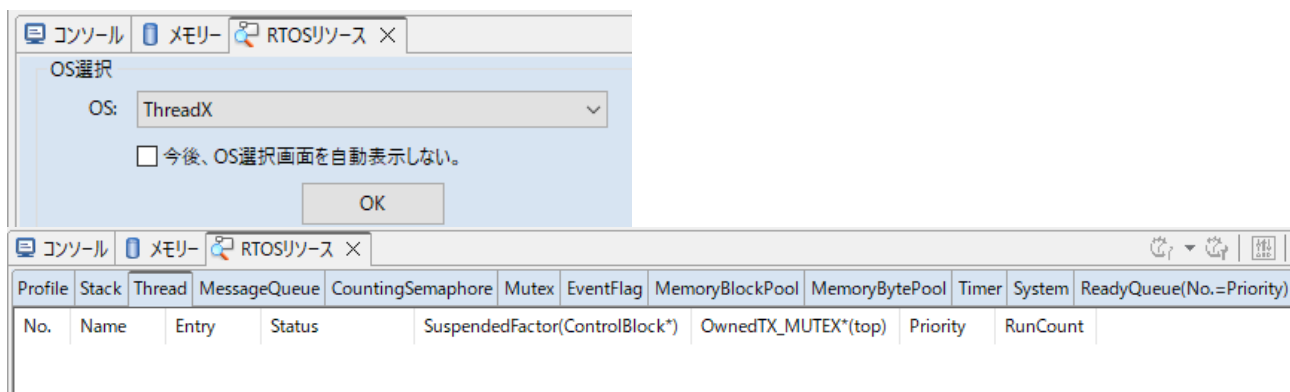 コンソール メモリー RTOSリソース
OS選択
OS: ThreadX
今後、OS選択画面を自動表示しない。
OK
コンソール メモリー RTOSリソース
Profile Stack Thread MessageQueue CountingSemaphore Mutex EventFlag MemoryBlockPool MemoryBytePool Timer System ReadyQueue(No.=Priority)
No. Name Entry Status SuspendedFactor(ControlBlock*) OwnedTX_MUTEX*(top) Priority RunCount